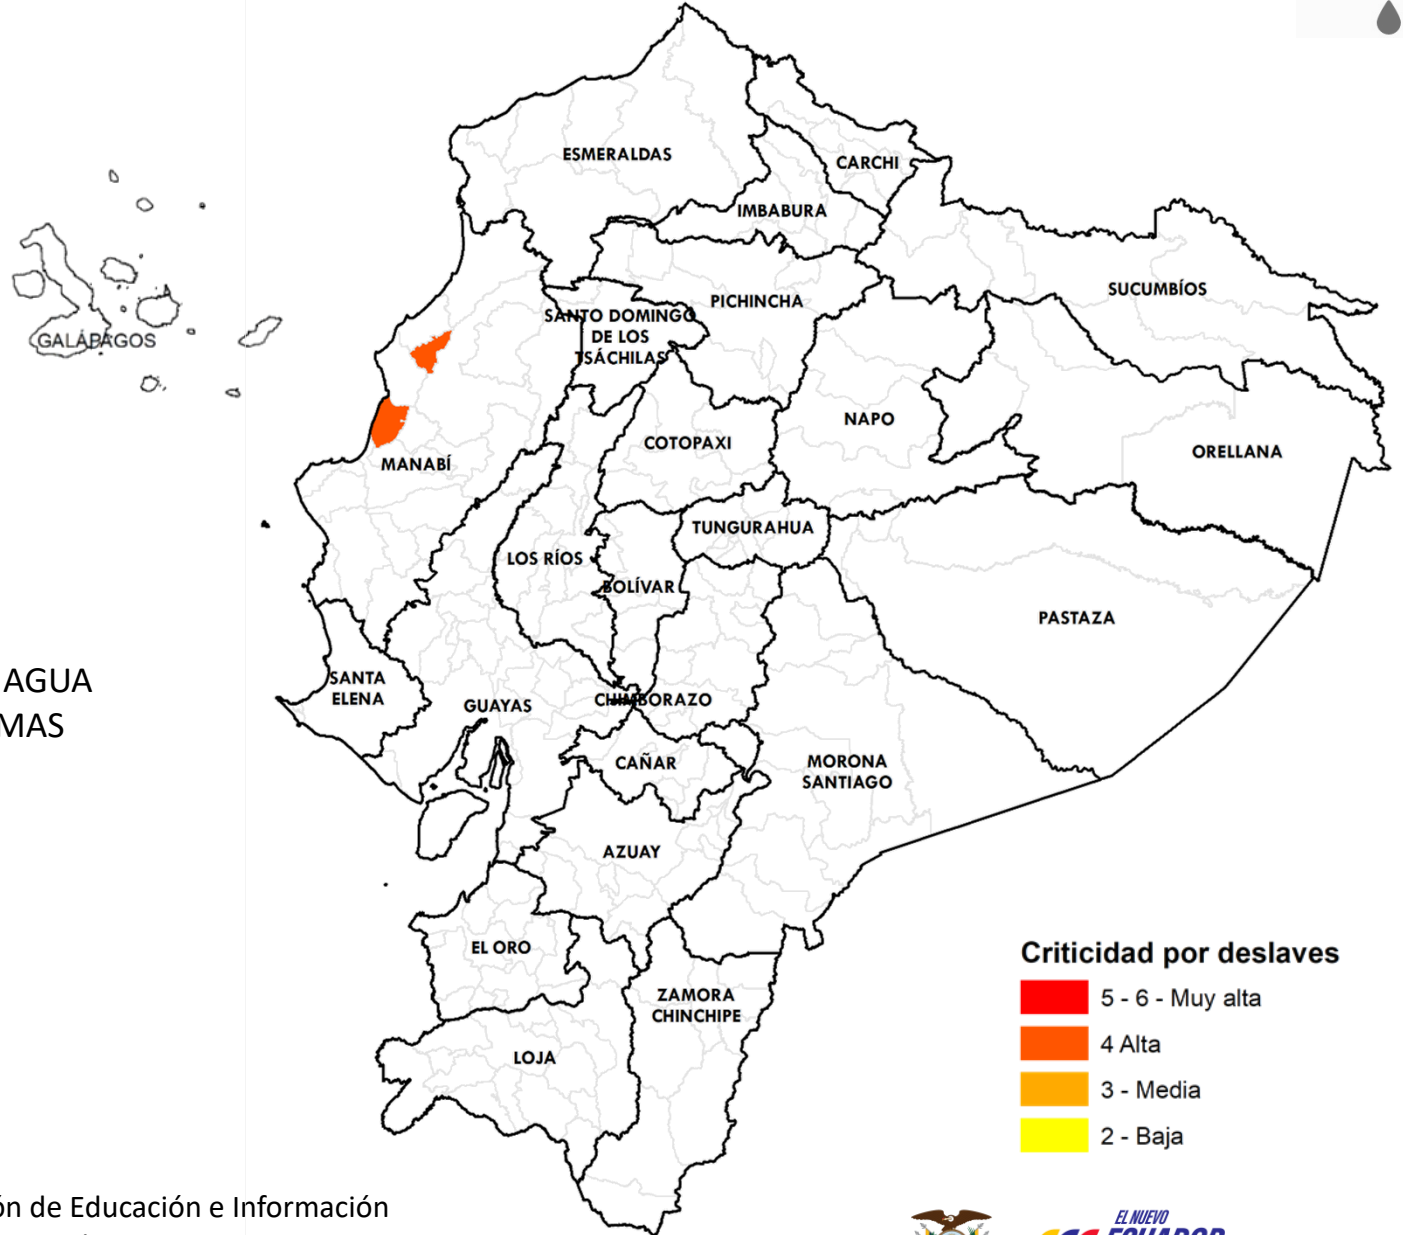 ESMERALDAS
CARCHI
IMBABURA
SUCUMBÍOS
PICHINCHA
SANTO DOMINGO
DE LOS
TSÁCHILAS
GALÁPAGOS
NAPO
COTOPAXI
ORELLANA
MANABÍ
TUNGURAHUA
LOS RÍOS
BOLÍVAR
PASTAZA
AGUA
MAS
SANTA
ELENA
GUAYAS
CHIMBORAZO
CAÑAR
MORONA
SANTIAGO
AZUAY
EL ORO
ZAMORA
CHINCHIPE
LOJA
Criticidad por deslaves
5 - 6 - Muy alta
4 Alta
3 - Media
2 - Baja
ón de Educación e Información
EL NUEVO
ECUADOR